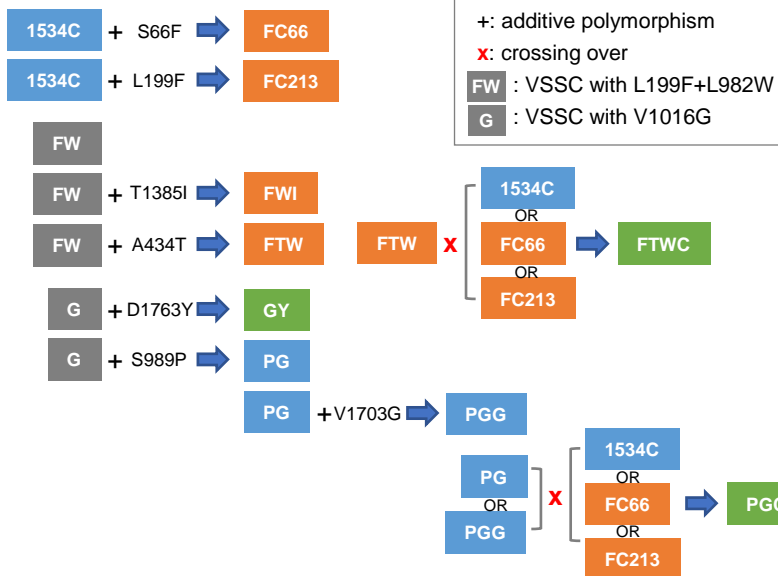 1534C + S66F FC66
1534C + L199F FC213
+: additive polymorphism
x: crossing over
FW : VSSC with L199F+L982W
G : VSSC with V1016G
FW
FW + T1385I FWI
FW + A434T FTW
FTW x
1534C
OR
FC66
OR
FC213
FTWC
G + D1763Y GY
G + S989P PG
PG +V1703G PGG
PG
OR
PGG
x
1534C
OR
FC66
OR
FC213